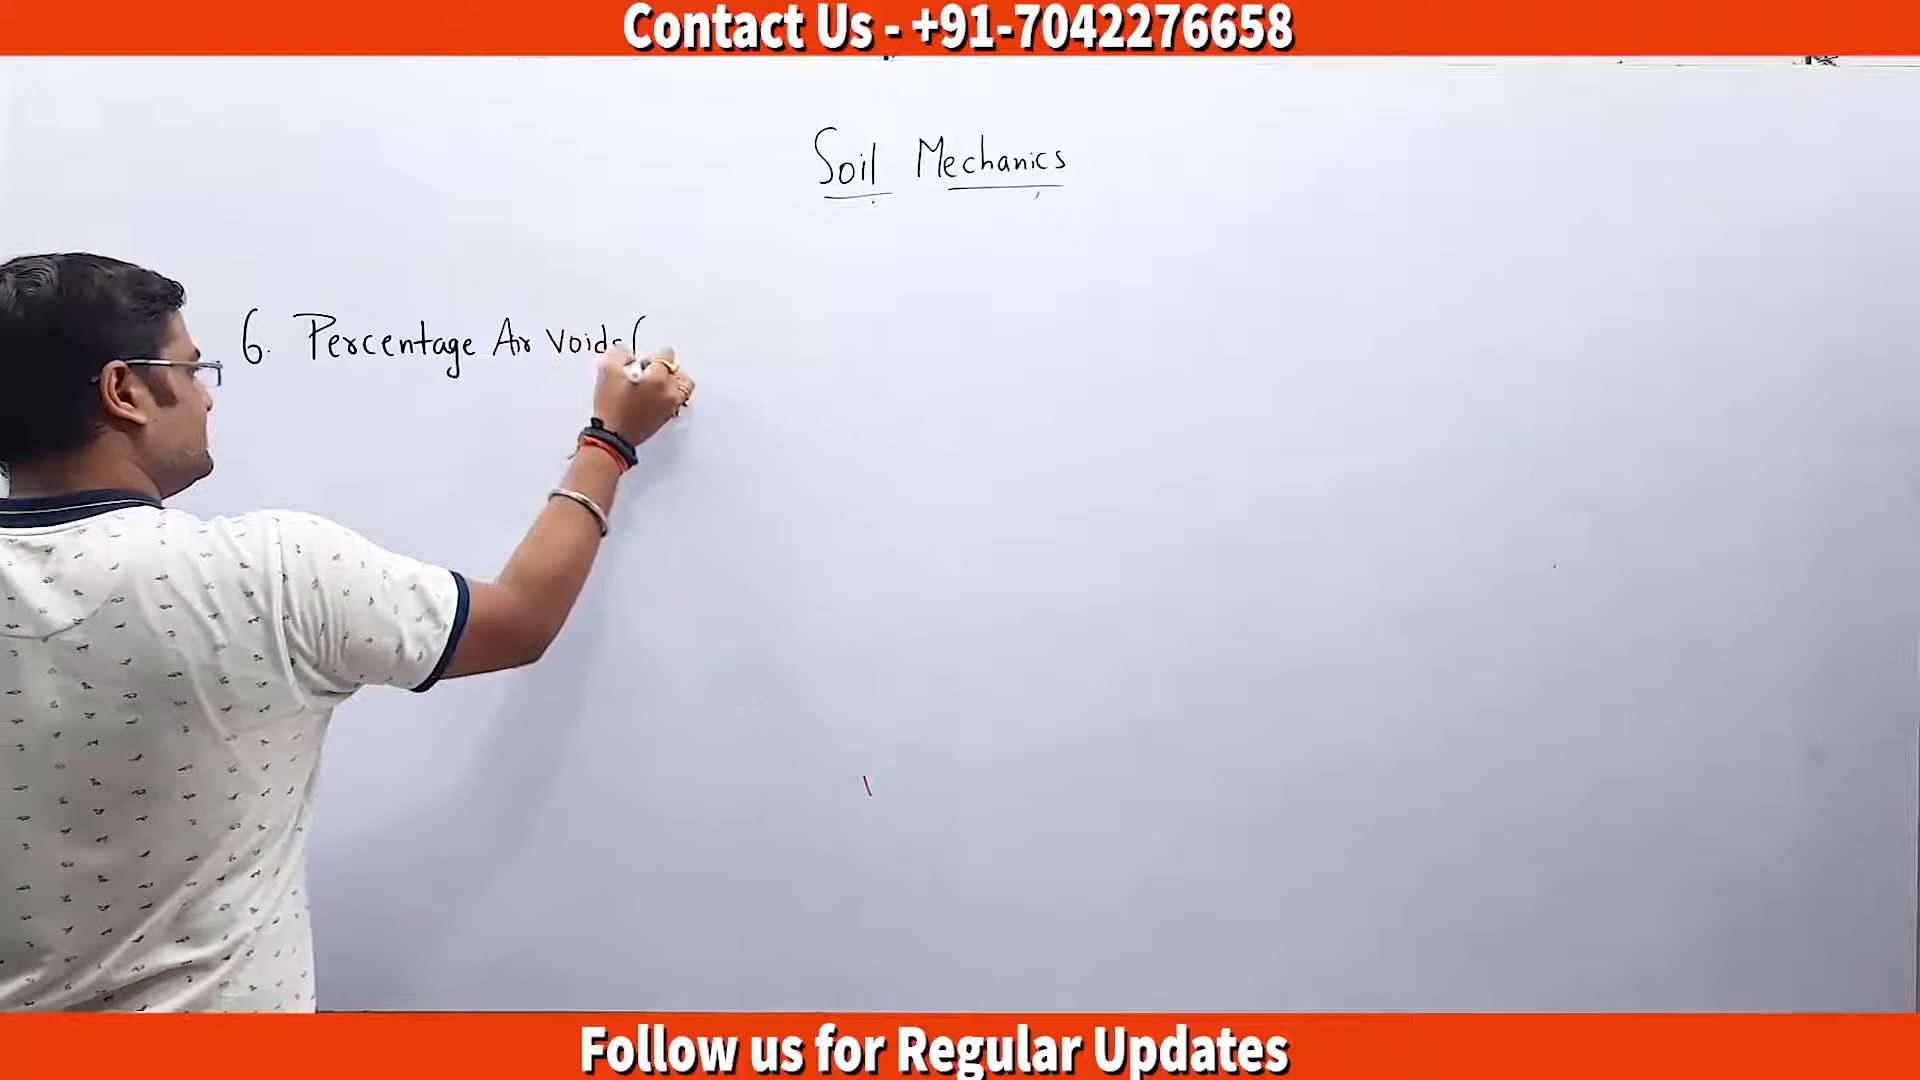 Contact Us - +91-7042276658
Soil Mechanics
6. Percentage Air Voids (
Follow us for Regular Updates